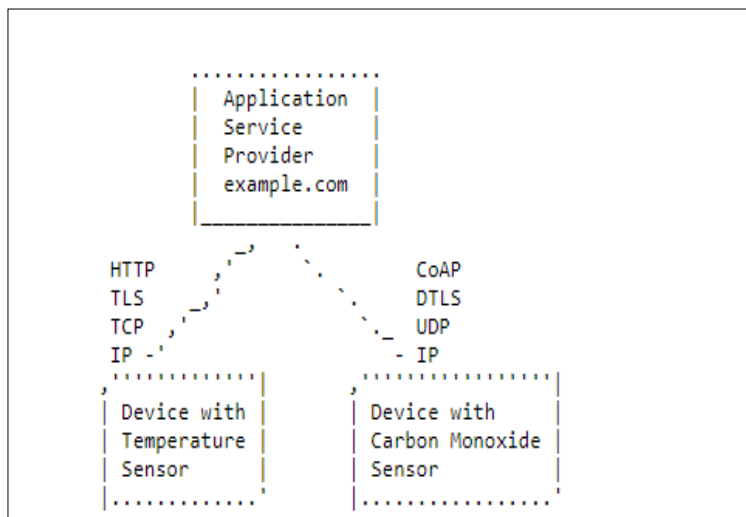 Application
Service
Provider
example.com
HTTP
TLS
TCP
IP
CoAP
DTLS
UDP
IP
Device with
Temperature
Sensor
Device with
Carbon Monoxide
Sensor